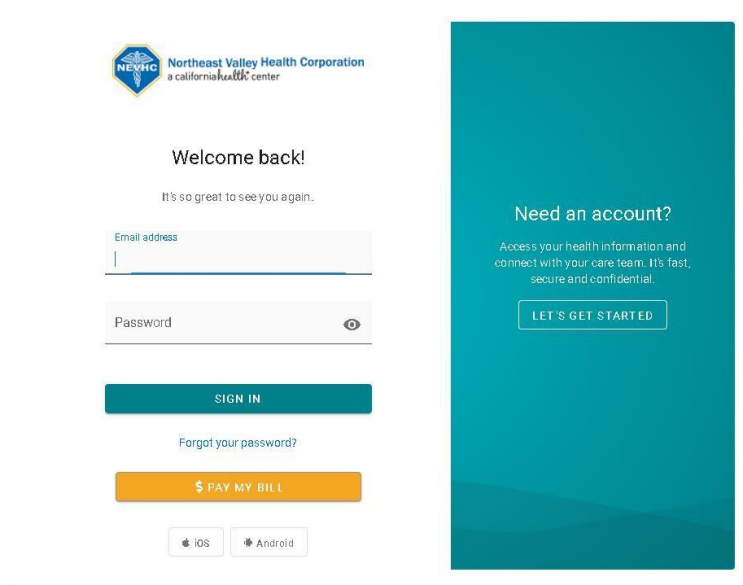 NEVHC
Northeast Valley Health Corporation
a californiahealth+ center
Welcome back!
It's so great to see you again.
Email address
Password
SIGN IN
Forgot your password?
$ PAY MY BILL
iOS
Android
Need an account?
Access your health information and
connect with your care team. It's fast,
secure and confidential.
LET'S GET STARTED